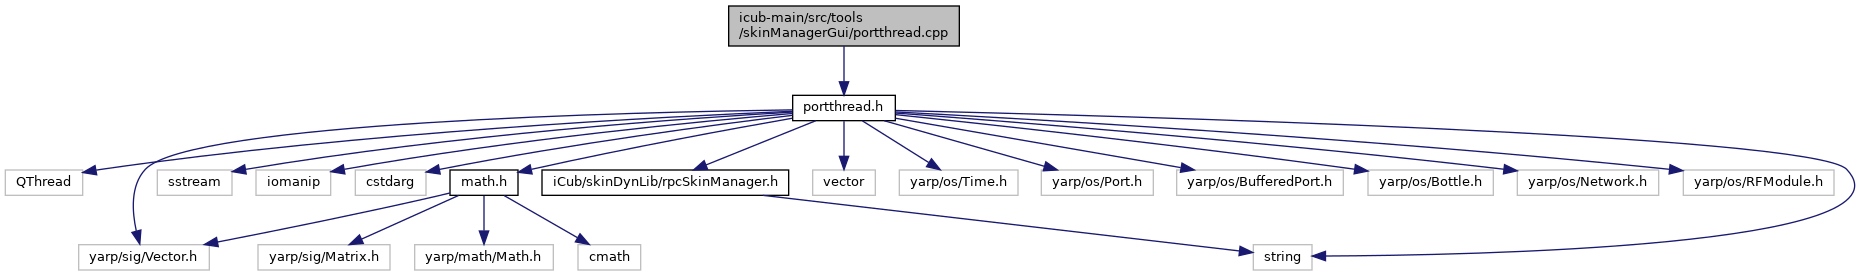 icub-main/src/tools
/skinManagerGui/portthread.cpp
portthread.h
QThread
sstream
iomanip
cstdarg
math.h
iCub/skinDynLib/rpcSkinManager.h
vector
yarp/os/Time.h
yarp/os/Port.h
yarp/os/BufferedPort.h
yarp/os/Bottle.h
yarp/os/Network.h
yarp/os/RFModule.h
yarp/sig/Vector.h
yarp/sig/Matrix.h
yarp/math/Math.h
cmath
string